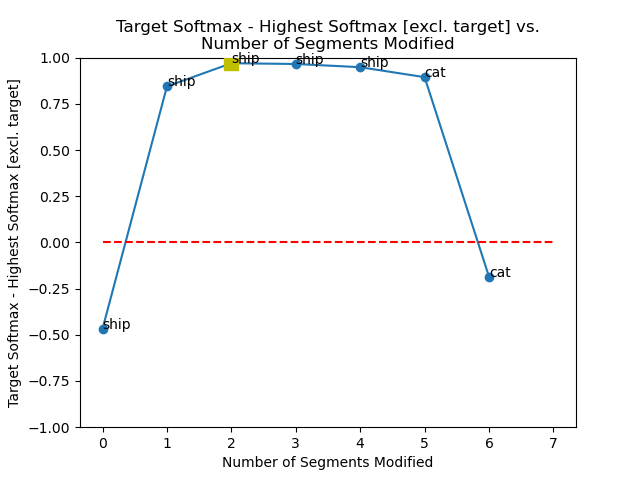 Target Softmax - Highest Softmax [excl. target] vs.
Number of Segments Modified
Target Softmax - Highest Softmax [excl. target]
1.00
0.75
0.50
0.25
0.00
−0.25
−0.50
−0.75
−1.00
ship
ship
ship
ship
ship
cat
cat
0 1 2 3 4 5 6 7
Number of Segments Modified